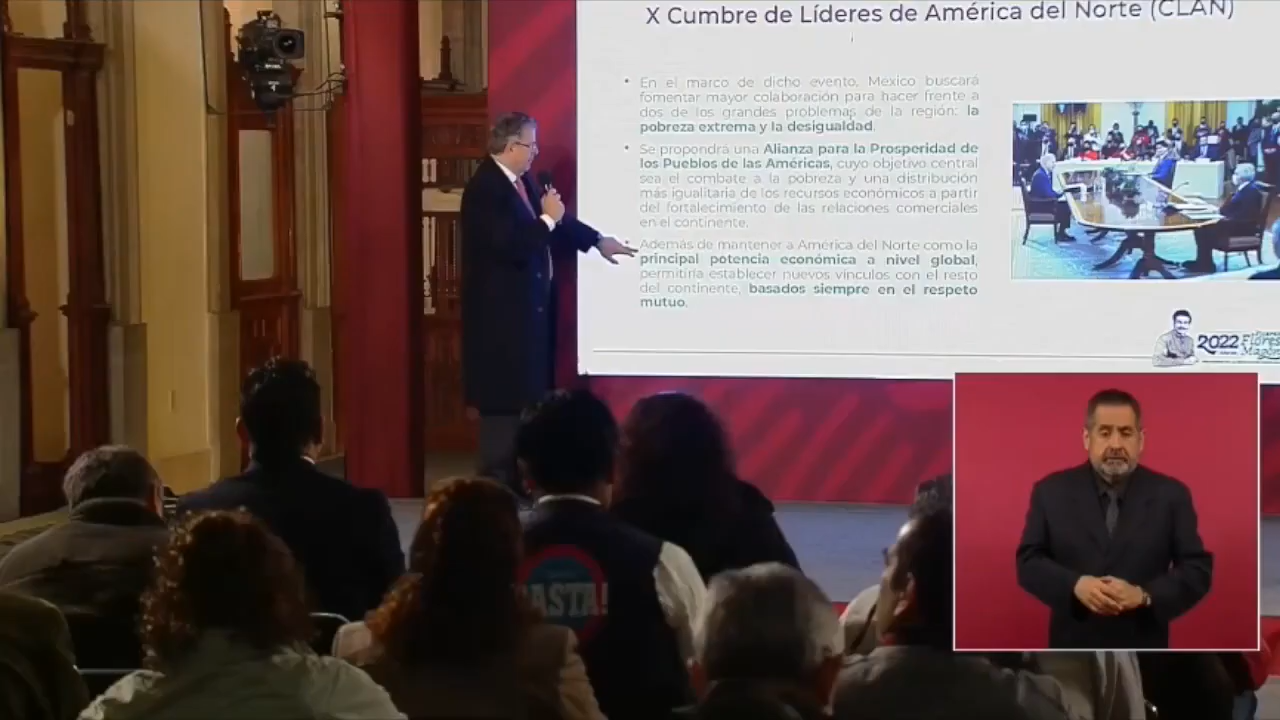 X Cumbre de Líderes de América del Norte (CLAN)
• En el marco de dicho evento, Mexico buscará
fomentar mayor colaboración para hacer frente a
dos de los grandes problemas de la región: la
pobreza extrema y la desigualdad.
• Se propondrá una Alianza para la Prosperidad de
los Pueblos de las Américas, cuyo objetivo central
sea el combate a la pobreza y una distribución
más igualitaria de los recursos económicos a partir
del fortalecimiento de las relaciones comerciales
en el continente.
Además de mantener a América del Norte como la
principal potencia económica a nivel global,
permitiría establecer nuevos vínculos con el resto
del continente, basados siempre en el respeto
mutuo.
2022 Flores
Magón
ASTA!